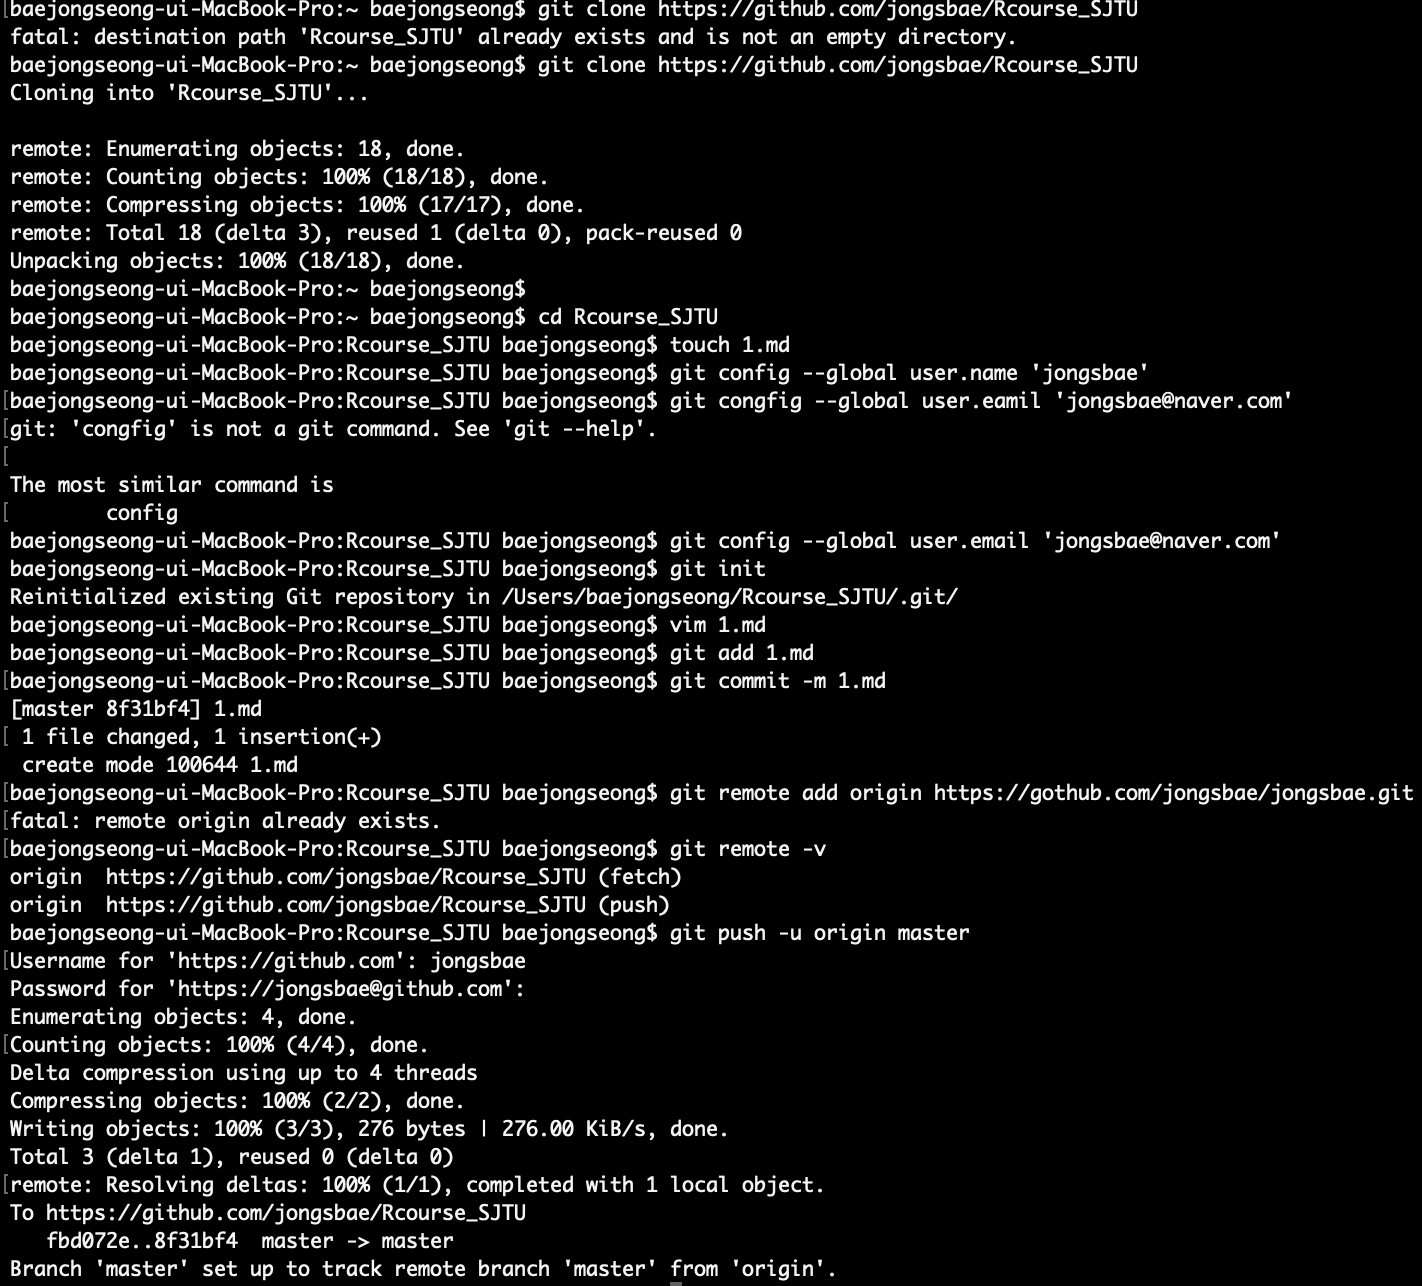 baejongseong-ui-MacBook-Pro:~ baejongseong$ git clone https://github.com/jongsbae/Rcourse_SJTU
fatal: destination path 'Rcourse_SJTU' already exists and is not an empty directory.
baejongseong-ui-MacBook-Pro:~ baejongseong$ git clone https://github.com/jongsbae/Rcourse_SJTU
Cloning into 'Rcourse_SJTU'...
remote: Enumerating objects: 18, done.
remote: Counting objects: 100% (18/18), done.
remote: Compressing objects: 100% (17/17), done.
remote: Total 18 (delta 3), reused 1 (delta 0), pack-reused 0
Unpacking objects: 100% (18/18), done.
baejongseong-ui-MacBook-Pro:~ baejongseong$
baejongseong-ui-MacBook-Pro:~ baejongseong$ cd Rcourse_SJTU
baejongseong-ui-MacBook-Pro:Rcourse_SJTU baejongseong$ touch 1.md
baejongseong-ui-MacBook-Pro:Rcourse_SJTU baejongseong$ git config --global user.name 'jongsbae'
baejongseong-ui-MacBook-Pro:Rcourse_SJTU baejongseong$ git congfig --global user.eamil 'jongsbae@naver.com'
git: 'congfig' is not a git command. See 'git --help'.
The most similar command is
config
baejongseong-ui-MacBook-Pro:Rcourse_SJTU baejongseong$ git config --global user.email 'jongsbae@naver.com'
baejongseong-ui-MacBook-Pro:Rcourse_SJTU baejongseong$ git init
Reinitialized existing Git repository in /Users/baejongseong/Rcourse_SJTU/.git/
baejongseong-ui-MacBook-Pro:Rcourse_SJTU baejongseong$ vim 1.md
baejongseong-ui-MacBook-Pro:Rcourse_SJTU baejongseong$ git add 1.md
baejongseong-ui-MacBook-Pro:Rcourse_SJTU baejongseong$ git commit -m 1.md
[master 8f31bf4] 1.md
1 file changed, 1 insertion(+)
create mode 100644 1.md
baejongseong-ui-MacBook-Pro:Rcourse_SJTU baejongseong$ git remote add origin https://gothub.com/jongsbae/jongsbae.git
fatal: remote origin already exists.
baejongseong-ui-MacBook-Pro:Rcourse_SJTU baejongseong$ git remote -v
origin  https://github.com/jongsbae/Rcourse_SJTU (fetch)
origin  https://github.com/jongsbae/Rcourse_SJTU (push)
baejongseong-ui-MacBook-Pro:Rcourse_SJTU baejongseong$ git push -u origin master
Username for 'https://github.com': jongsbae
Password for 'https://jongsbae@github.com':
Enumerating objects: 4, done.
Counting objects: 100% (4/4), done.
Delta compression using up to 4 threads
Compressing objects: 100% (2/2), done.
Writing objects: 100% (3/3), 276 bytes | 276.00 KiB/s, done.
Total 3 (delta 1), reused 0 (delta 0)
remote: Resolving deltas: 100% (1/1), completed with 1 local object.
To https://github.com/jongsbae/Rcourse_SJTU
fbd072e..8f31bf4  master -> master
Branch 'master' set up to track remote branch 'master' from 'origin'.